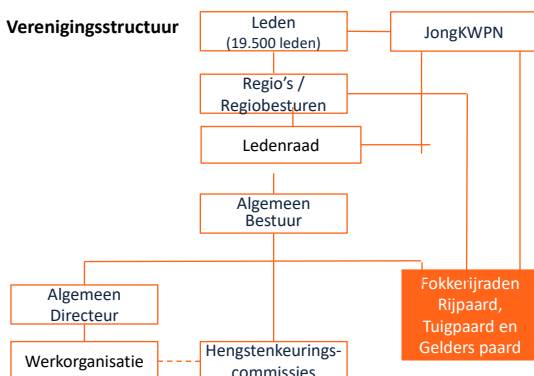 Verenigingsstructuur
Leden
(19.500 leden)
JongKWPN
Regio's /
Regiobesturen
Ledenraad
Algemeen
Bestuur
Algemeen
Directeur
Fokkerijraden
Rijpaard,
Tuigpaard en
Gelders paard
Werkorganisatie
Hengstenkeurings-
commissies